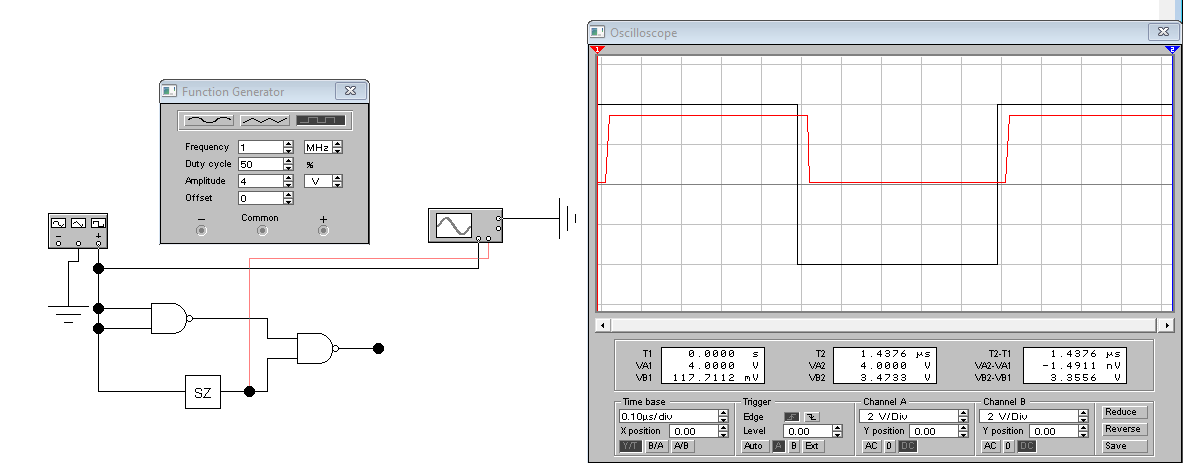 Oscilloscope
1
2
Function Generator
Frequency 1 MHz
Duty cycle 50 %
Amplitude 4 V
Offset 0
− Common +
− +
SZ
T1 0.0000 s
VA1 4.0000 V
VB1 117.7112 mV
T2 1.4376 µs
VA2 4.0000 V
VB2 3.4733 V
T2-T1 1.4376 µs
VA2-VA1 -1.4911 nV
VB2-VB1 3.3556 V
Time base
0.10µs/div
X position 0.00
Y/T B/A A/B
Trigger
Edge
Level 0.00
Auto A B Ext
Channel A
2 V/Div
Y position 0.00
AC 0 DC
Channel B
2 V/Div
Y position 0.00
AC 0 DC
Reduce
Reverse
Save